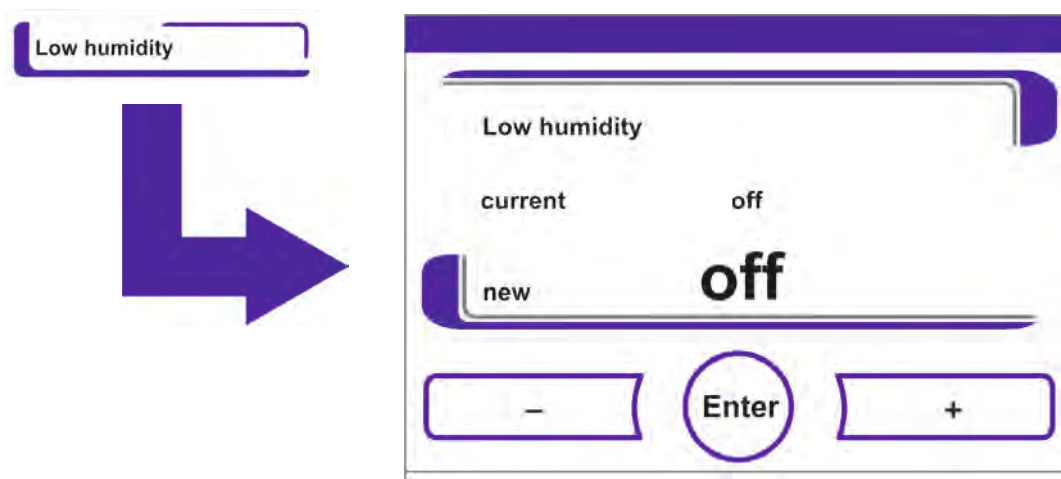 Low humidity
Low humidity
current off
new off
– Enter +